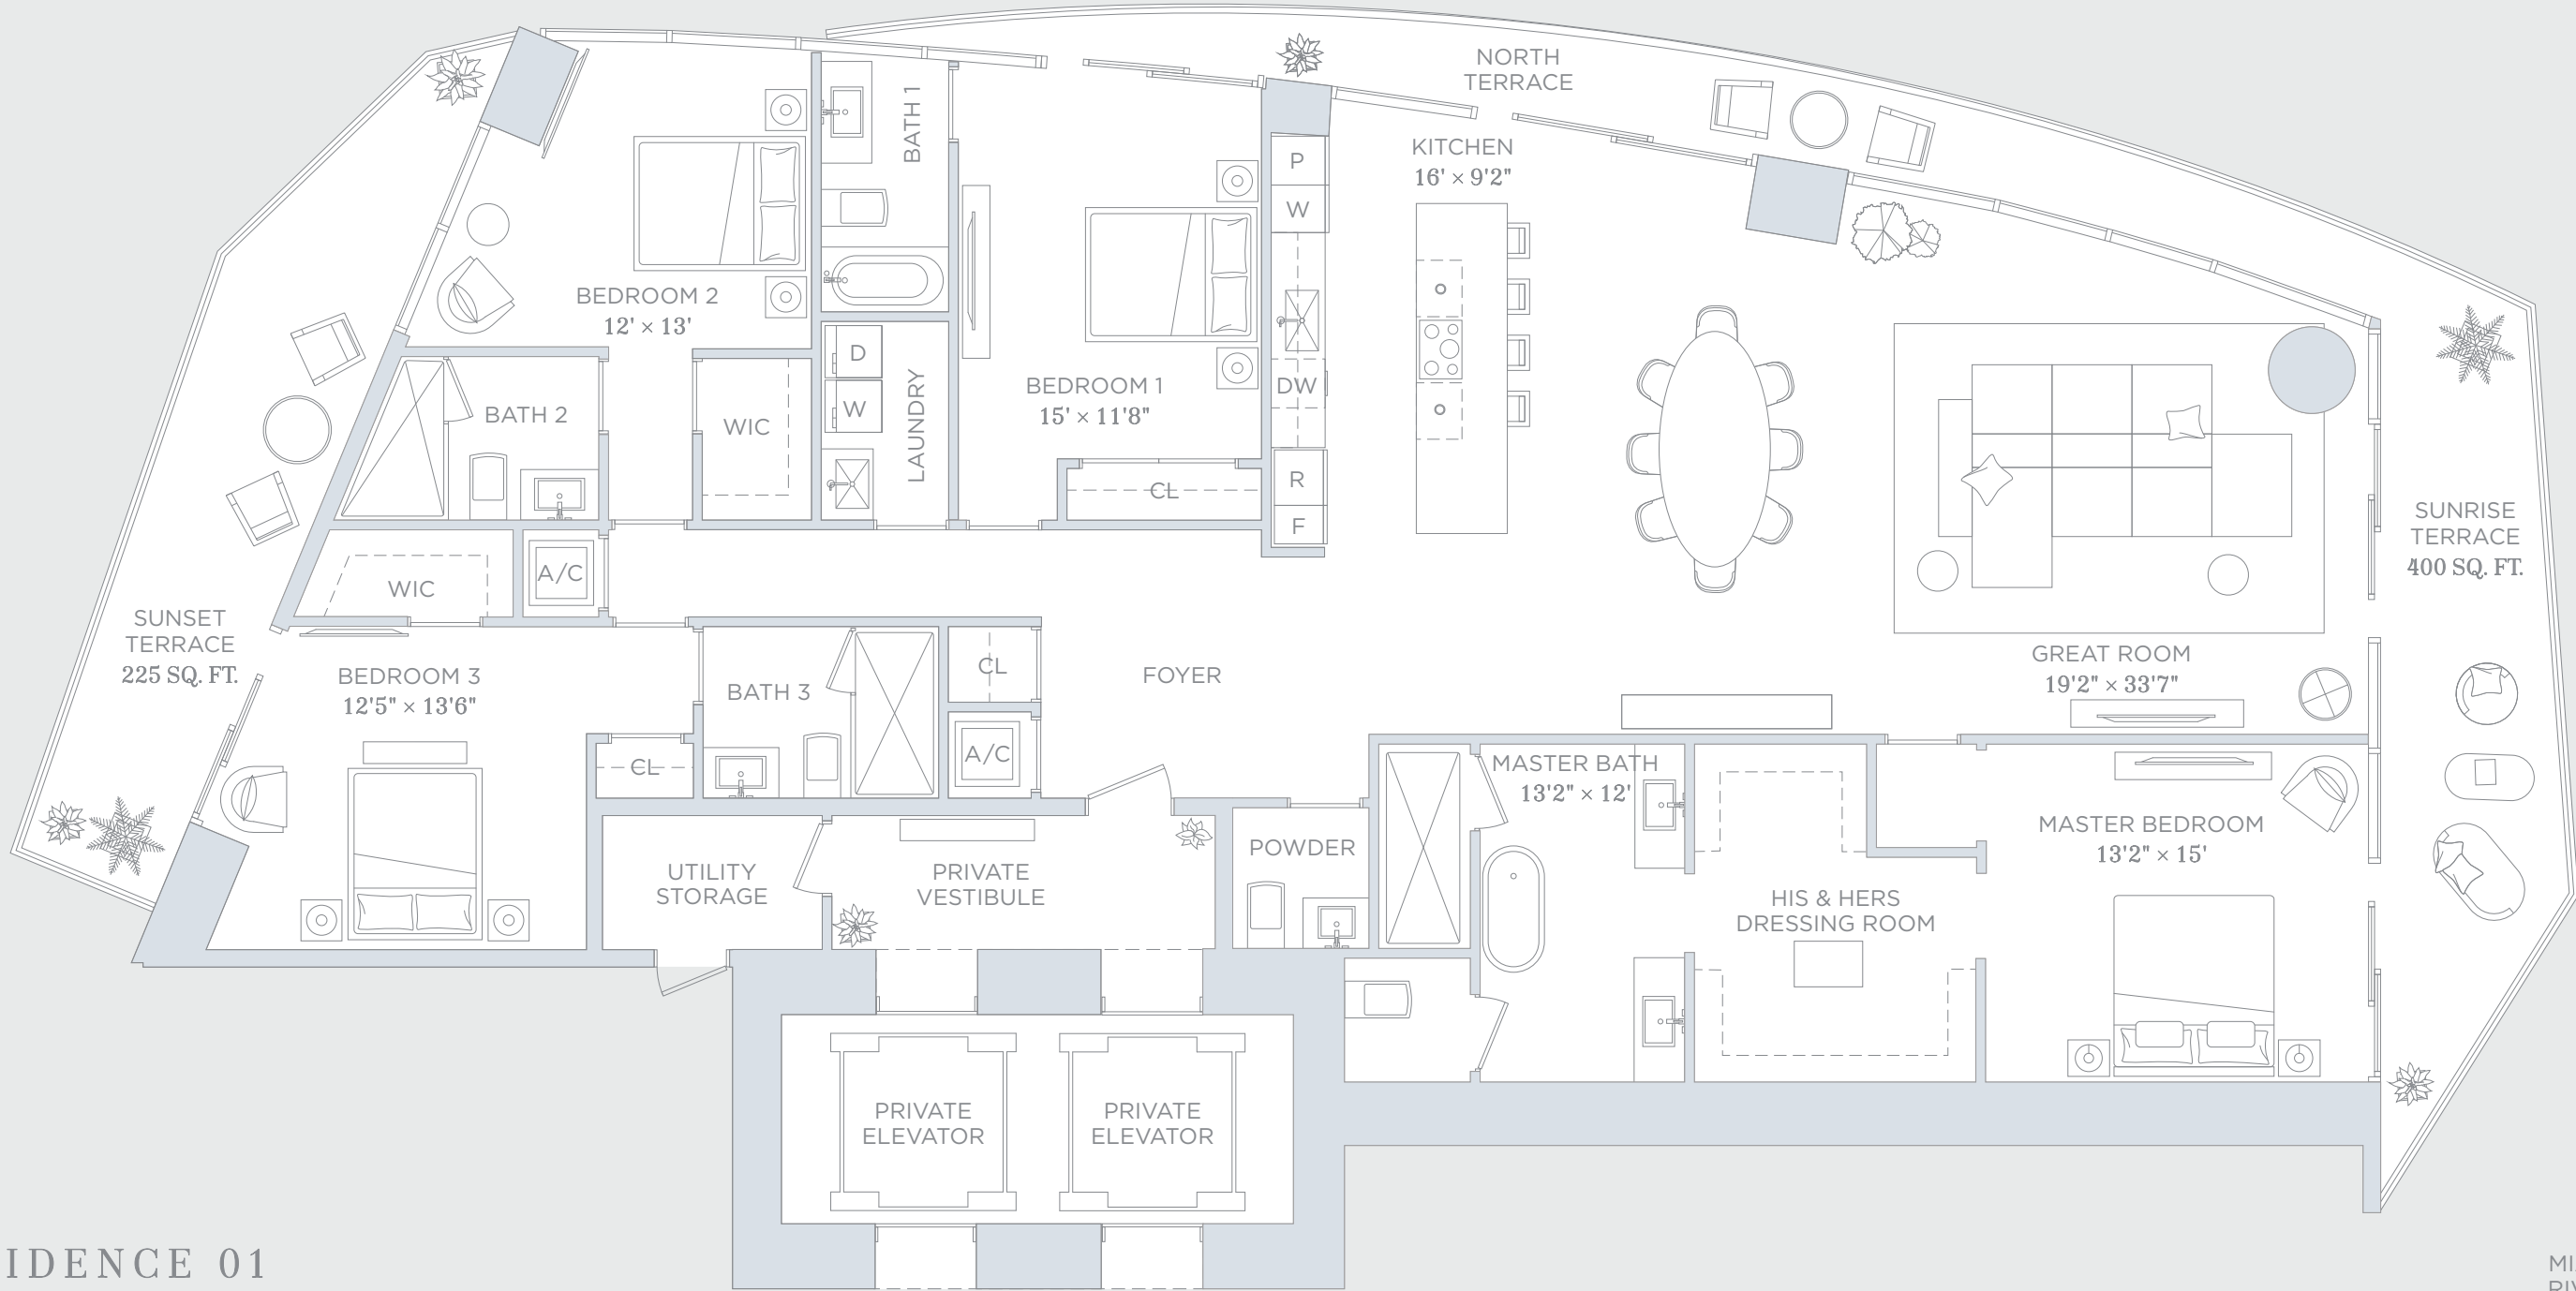 NORTH
TERRACE
KITCHEN
16' × 9'2"
BATH 1
P
W
BEDROOM 2
12' × 13'
D
W
LAUNDRY
BEDROOM 1
15' × 11'8"
DW
BATH 2
WIC
CL
R
F
SUNRISE
TERRACE
400 SQ. FT.
WIC
A/C
SUNSET
TERRACE
225 SQ. FT.
BEDROOM 3
12'5" × 13'6"
BATH 3
CL
FOYER
GREAT ROOM
19'2" × 33'7"
CL
A/C
MASTER BATH
13'2" × 12'
MASTER BEDROOM
13'2" × 15'
UTILITY
STORAGE
PRIVATE
VESTIBULE
POWDER
HIS & HERS
DRESSING ROOM
PRIVATE
ELEVATOR
PRIVATE
ELEVATOR
IDENCE 01